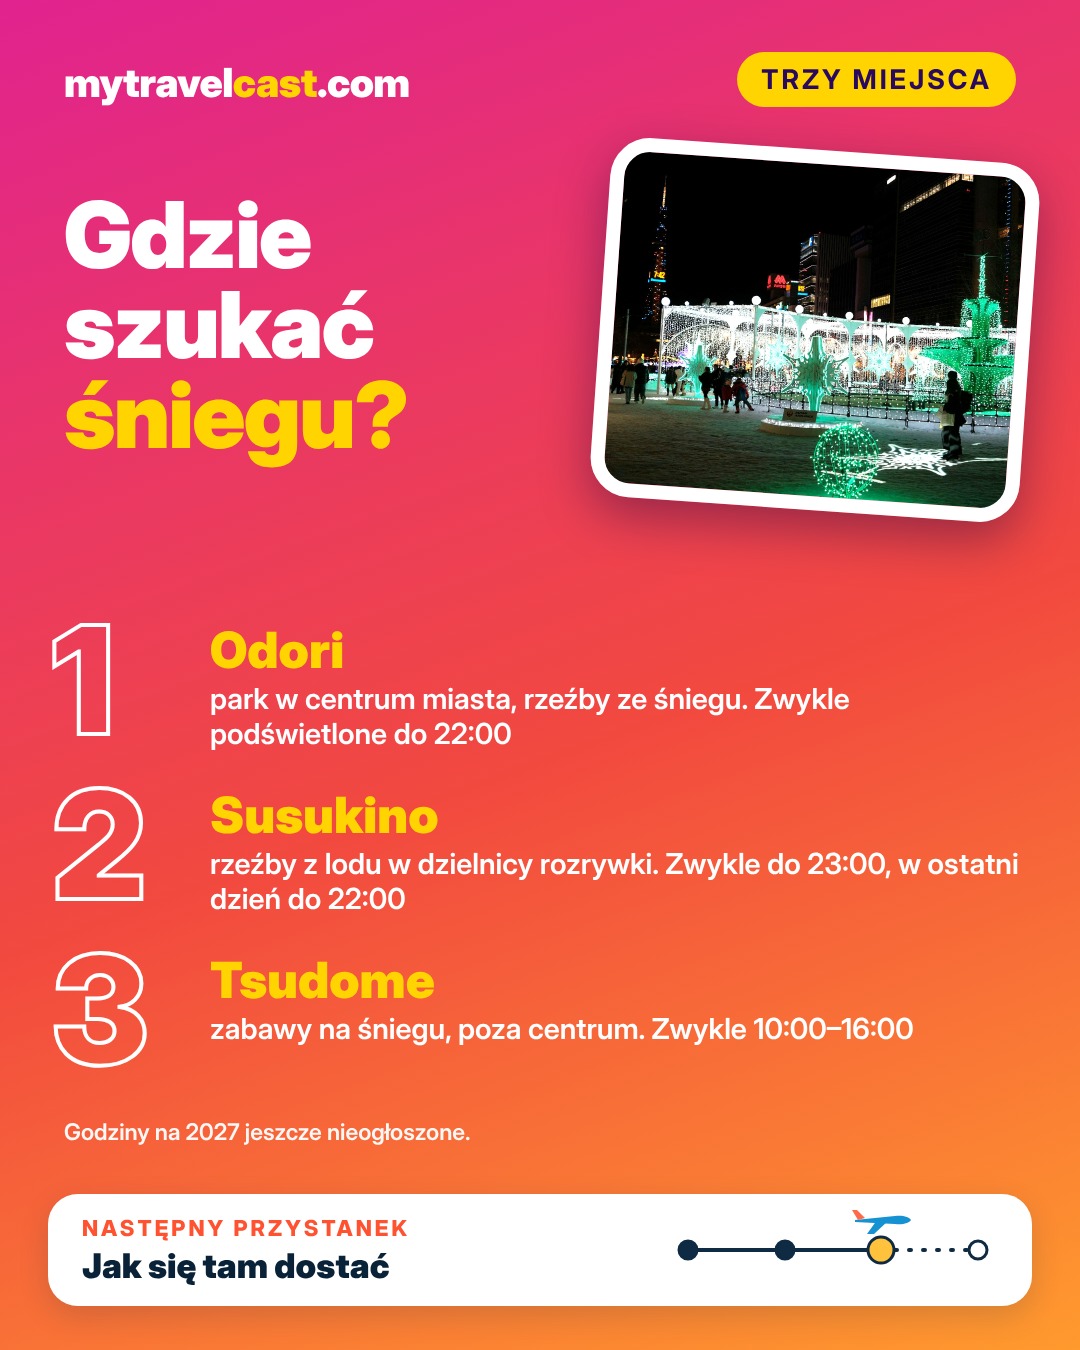 mytravelcast.com
TRZY MIEJSCA
Gdzie
szukać
śniegu?
1
Odori
park w centrum miasta, rzeźby ze śniegu. Zwykle
podświetlone do 22:00
2
Susukino
rzeźby z lodu w dzielnicy rozrywki. Zwykle do 23:00, w ostatni
dzień do 22:00
3
Tsudome
zabawy na śniegu, poza centrum. Zwykle 10:00–16:00
Godziny na 2027 jeszcze nieogłoszone.
NASTĘPNY PRZYSTANEK
Jak się tam dostać